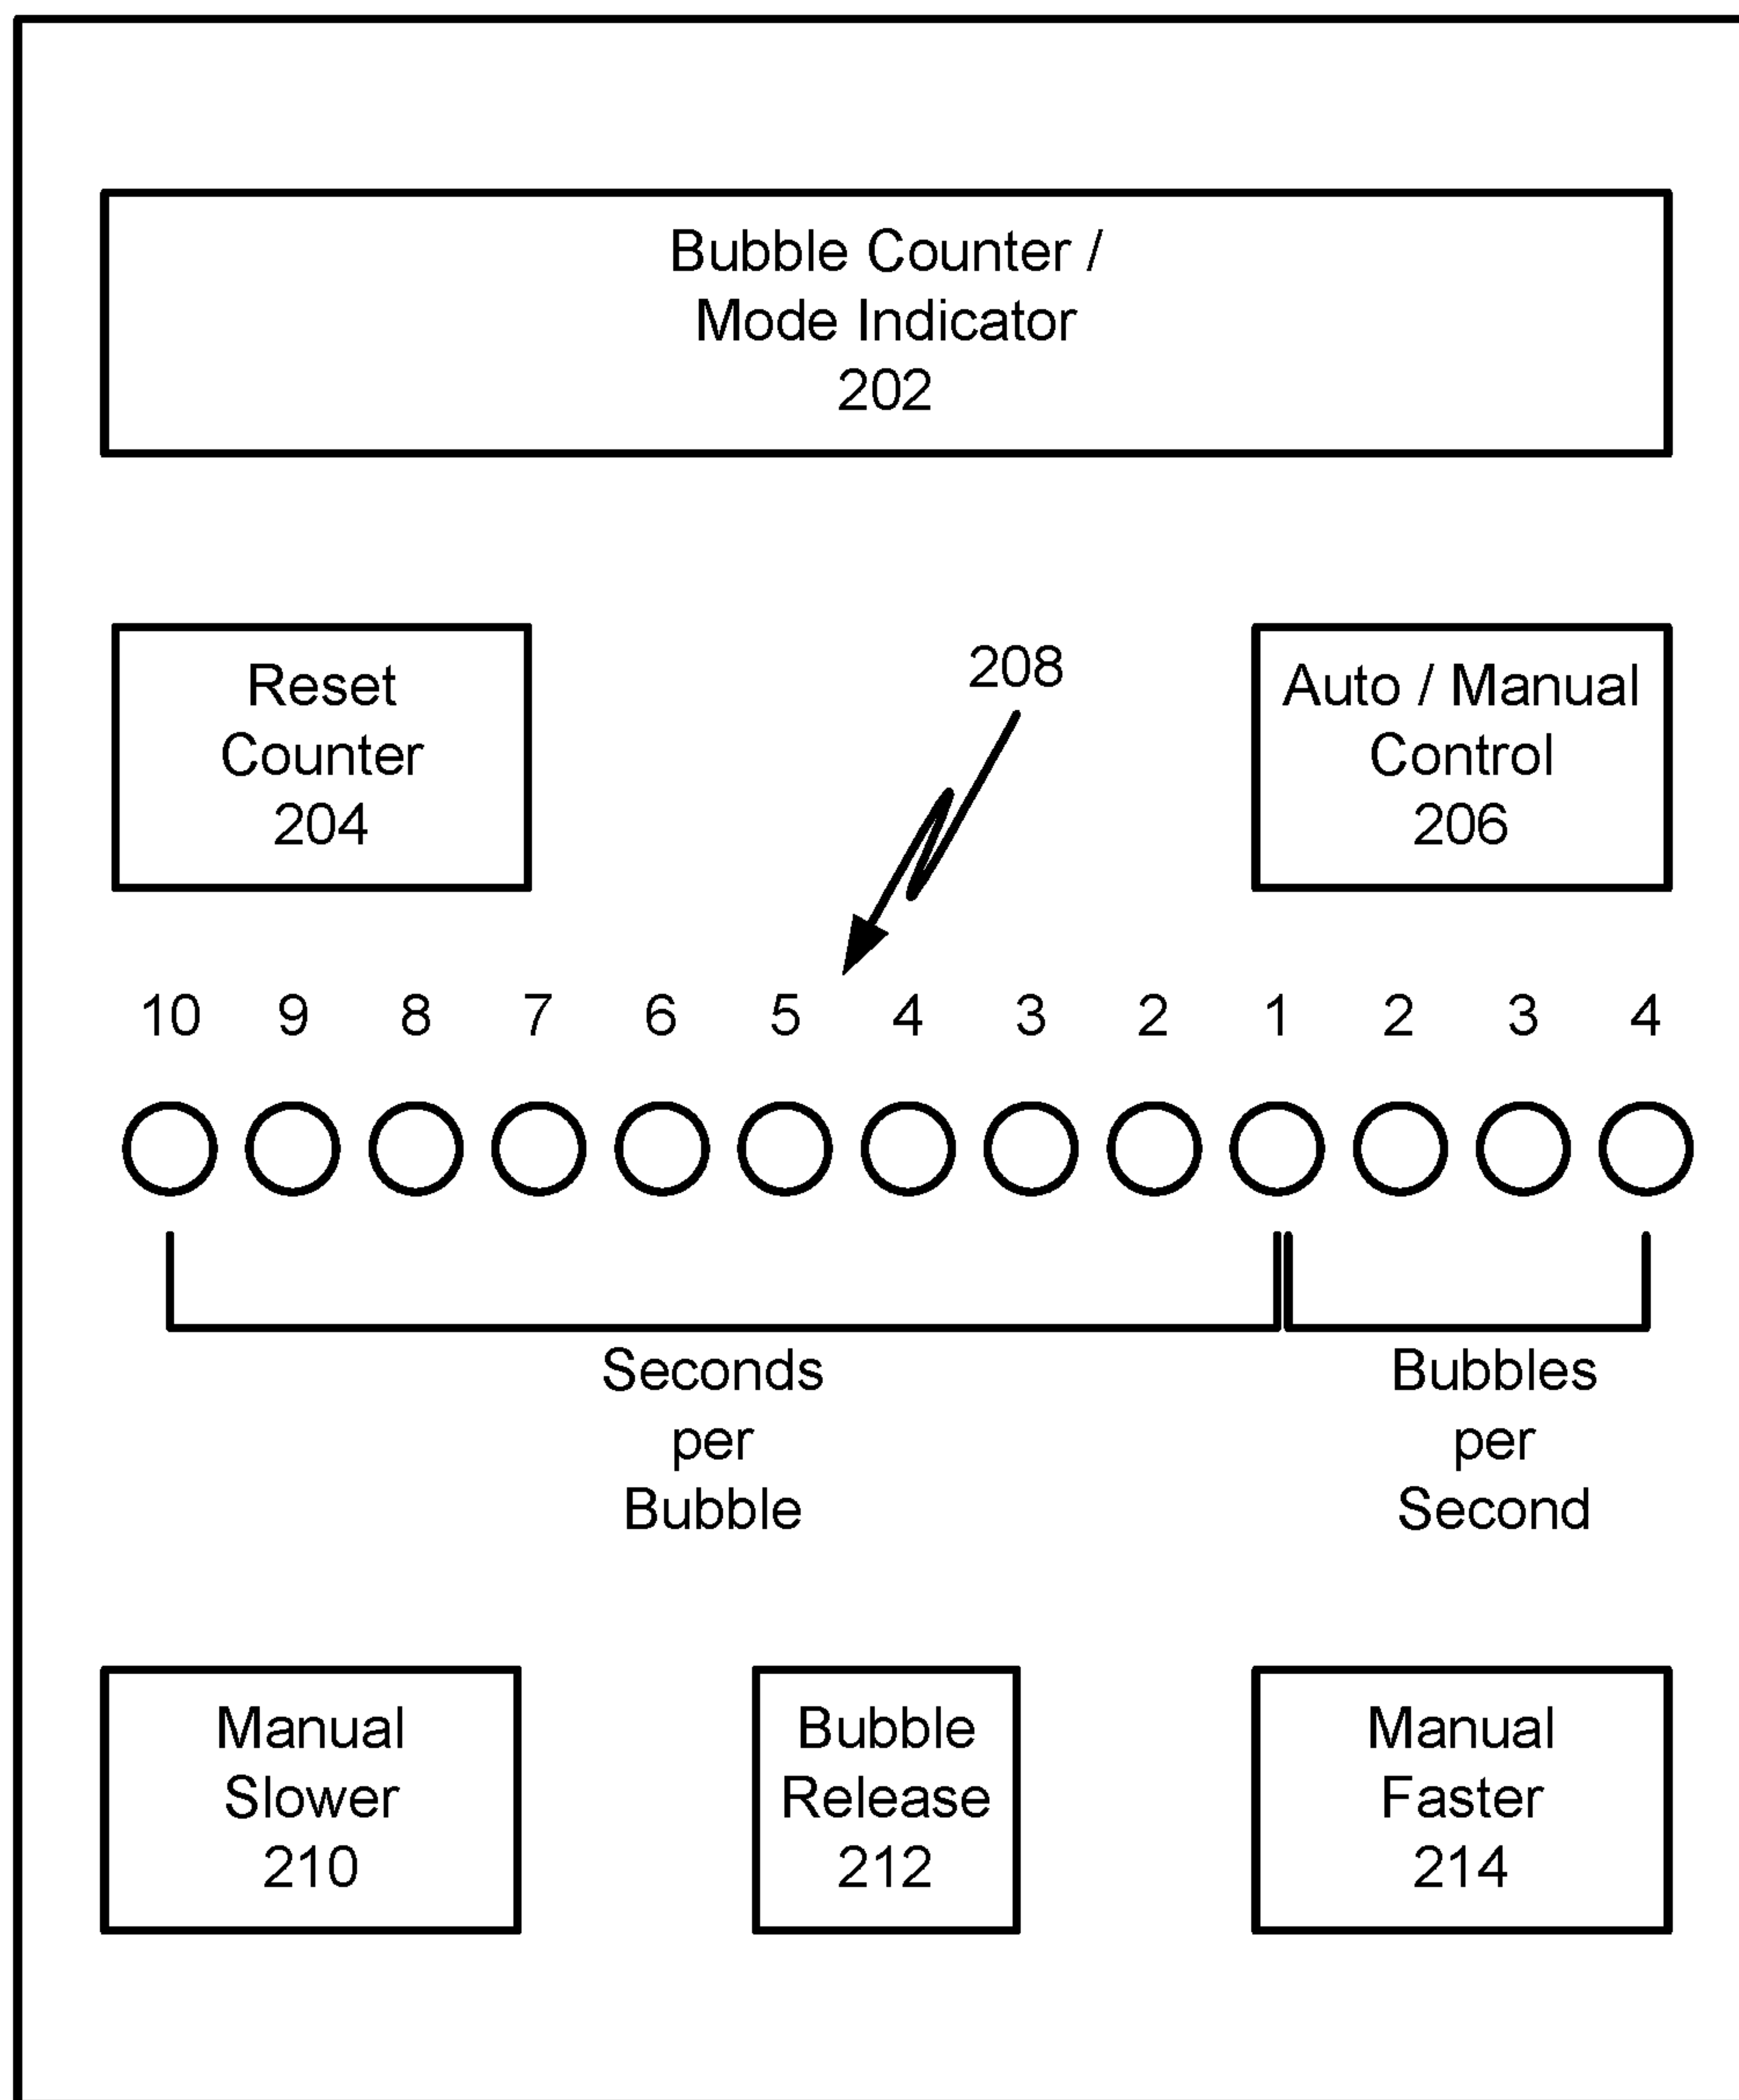 Bubble Counter /
Mode Indicator
202
Reset
Counter
204
208
Auto / Manual
Control
206
10 9 8 7 6 5 4 3 2 1 2 3 4
Seconds
per
Bubble
Bubbles
per
Second
Manual
Slower
210
Bubble
Release
212
Manual
Faster
214